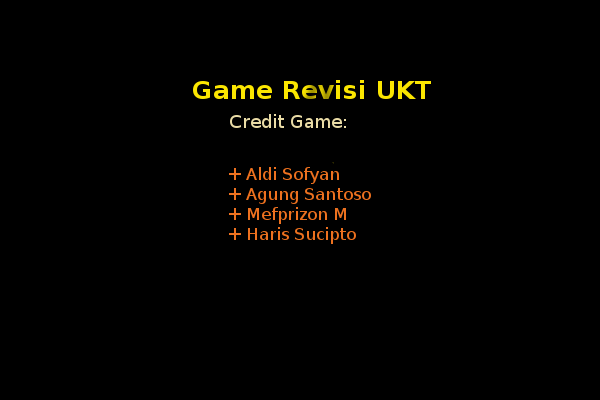 Game Revisi UKT
Credit Game:
+ Aldi Sofyan
+ Agung Santoso
+ Mefprizon M
+ Haris Sucipto